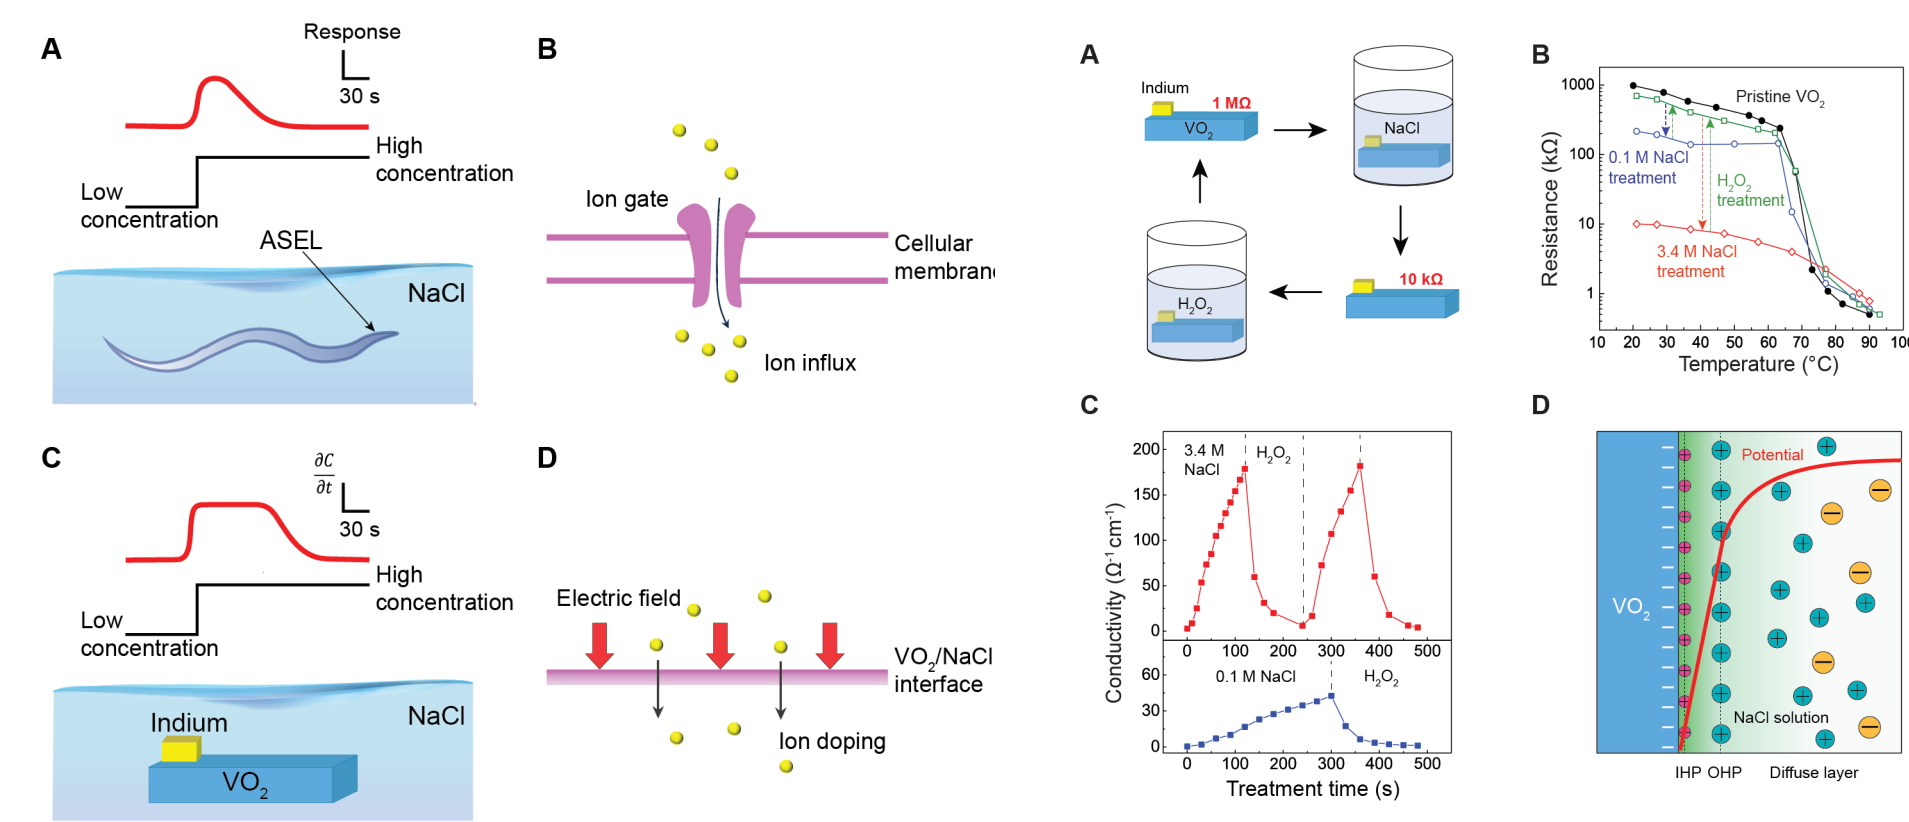 A
Response
30 s
High
concentration
Low
concentration
ASEL
NaCl
B
Ion gate
Cellular
membran
Ion influx
C
∂C
∂t
30 s
High
concentration
Low
concentration
NaCl
Indium
VO₂
D
Electric field
VO₂/NaCl
interface
Ion doping
A
Indium
1 MΩ
VO₂
NaCl
10 kΩ
H₂O₂
B
Resistance (kΩ)
1000
100
10
1
Pristine VO₂
0.1 M NaCl
treatment
H₂O₂
treatment
3.4 M NaCl
treatment
10 20 30 40 50 60 70 80 90 100
Temperature (°C)
C
Conductivity (Ω⁻¹ cm⁻¹)
200
150
100
50
0
3.4 M
NaCl
H₂O₂
0 100 200 300 400 500
60
30
0
0.1 M NaCl
H₂O₂
0 100 200 300 400 500
Treatment time (s)
D
Potential
VO₂
NaCl solution
IHP OHP Diffuse layer